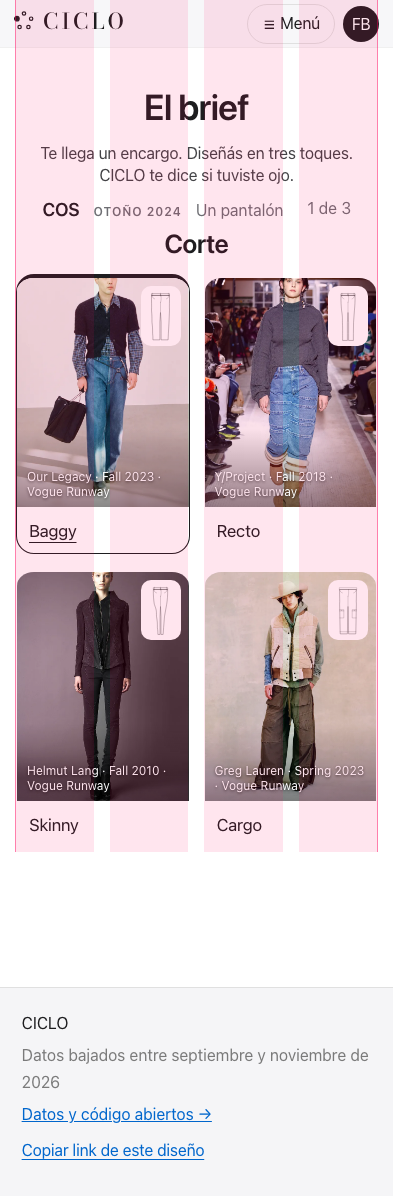 CICLO
☰ Menú
FB
El brief
Te llega un encargo. Diseñás en tres toques.
CICLO te dice si tuviste ojo.
COS OTOÑO 2024 Un pantalón 1 de 3
Corte
Our Legacy · Fall 2023 ·
Vogue Runway
Baggy
Y/Project · Fall 2018 ·
Vogue Runway
Recto
Helmut Lang · Fall 2010 ·
Vogue Runway
Skinny
Greg Lauren · Spring 2023
· Vogue Runway
Cargo
CICLO
Datos bajados entre septiembre y noviembre de
2026
Datos y código abiertos →
Copiar link de este diseño